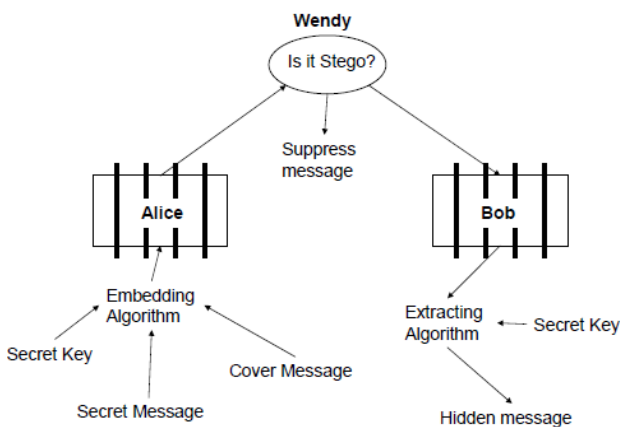 Wendy
Is it Stego?
Suppress
message
Alice
Bob
Embedding
Algorithm
Extracting
Algorithm
Secret Key
Secret Key
Cover Message
Secret Message
Hidden message